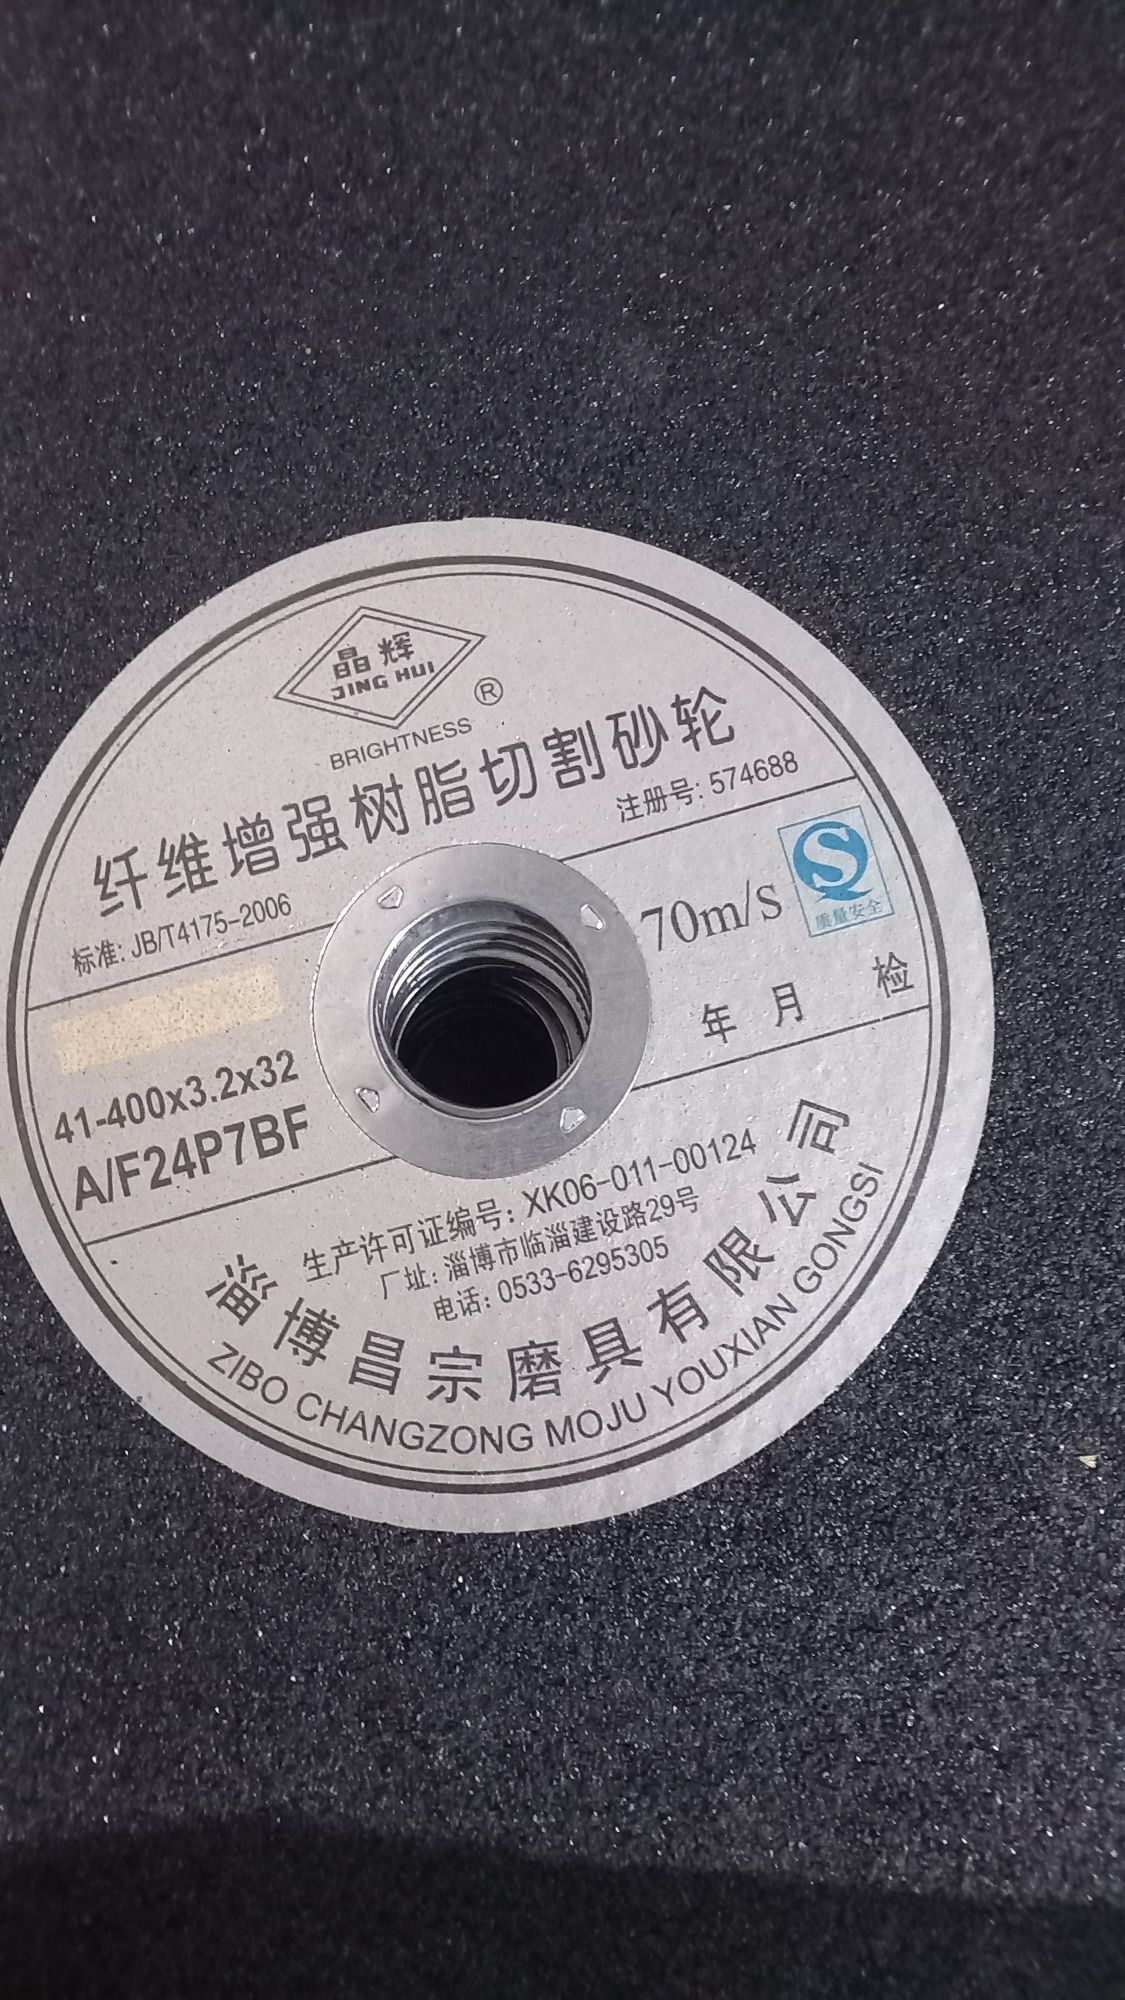 晶辉
JING HUI
®
BRIGHTNESS
纤维增强树脂切割砂轮
标准: JB/T4175-2006
注册号: 574688
70m/s
质量安全
年 月 检
41-400x3.2x32
A/F24P7BF
生产许可证编号: XK06-011-00124
厂址: 淄博市临淄建设路29号
电话: 0533-6295305
淄博昌宗磨具有限公司
ZIBO CHANGZONG MOJU YOUXIAN GONGSI